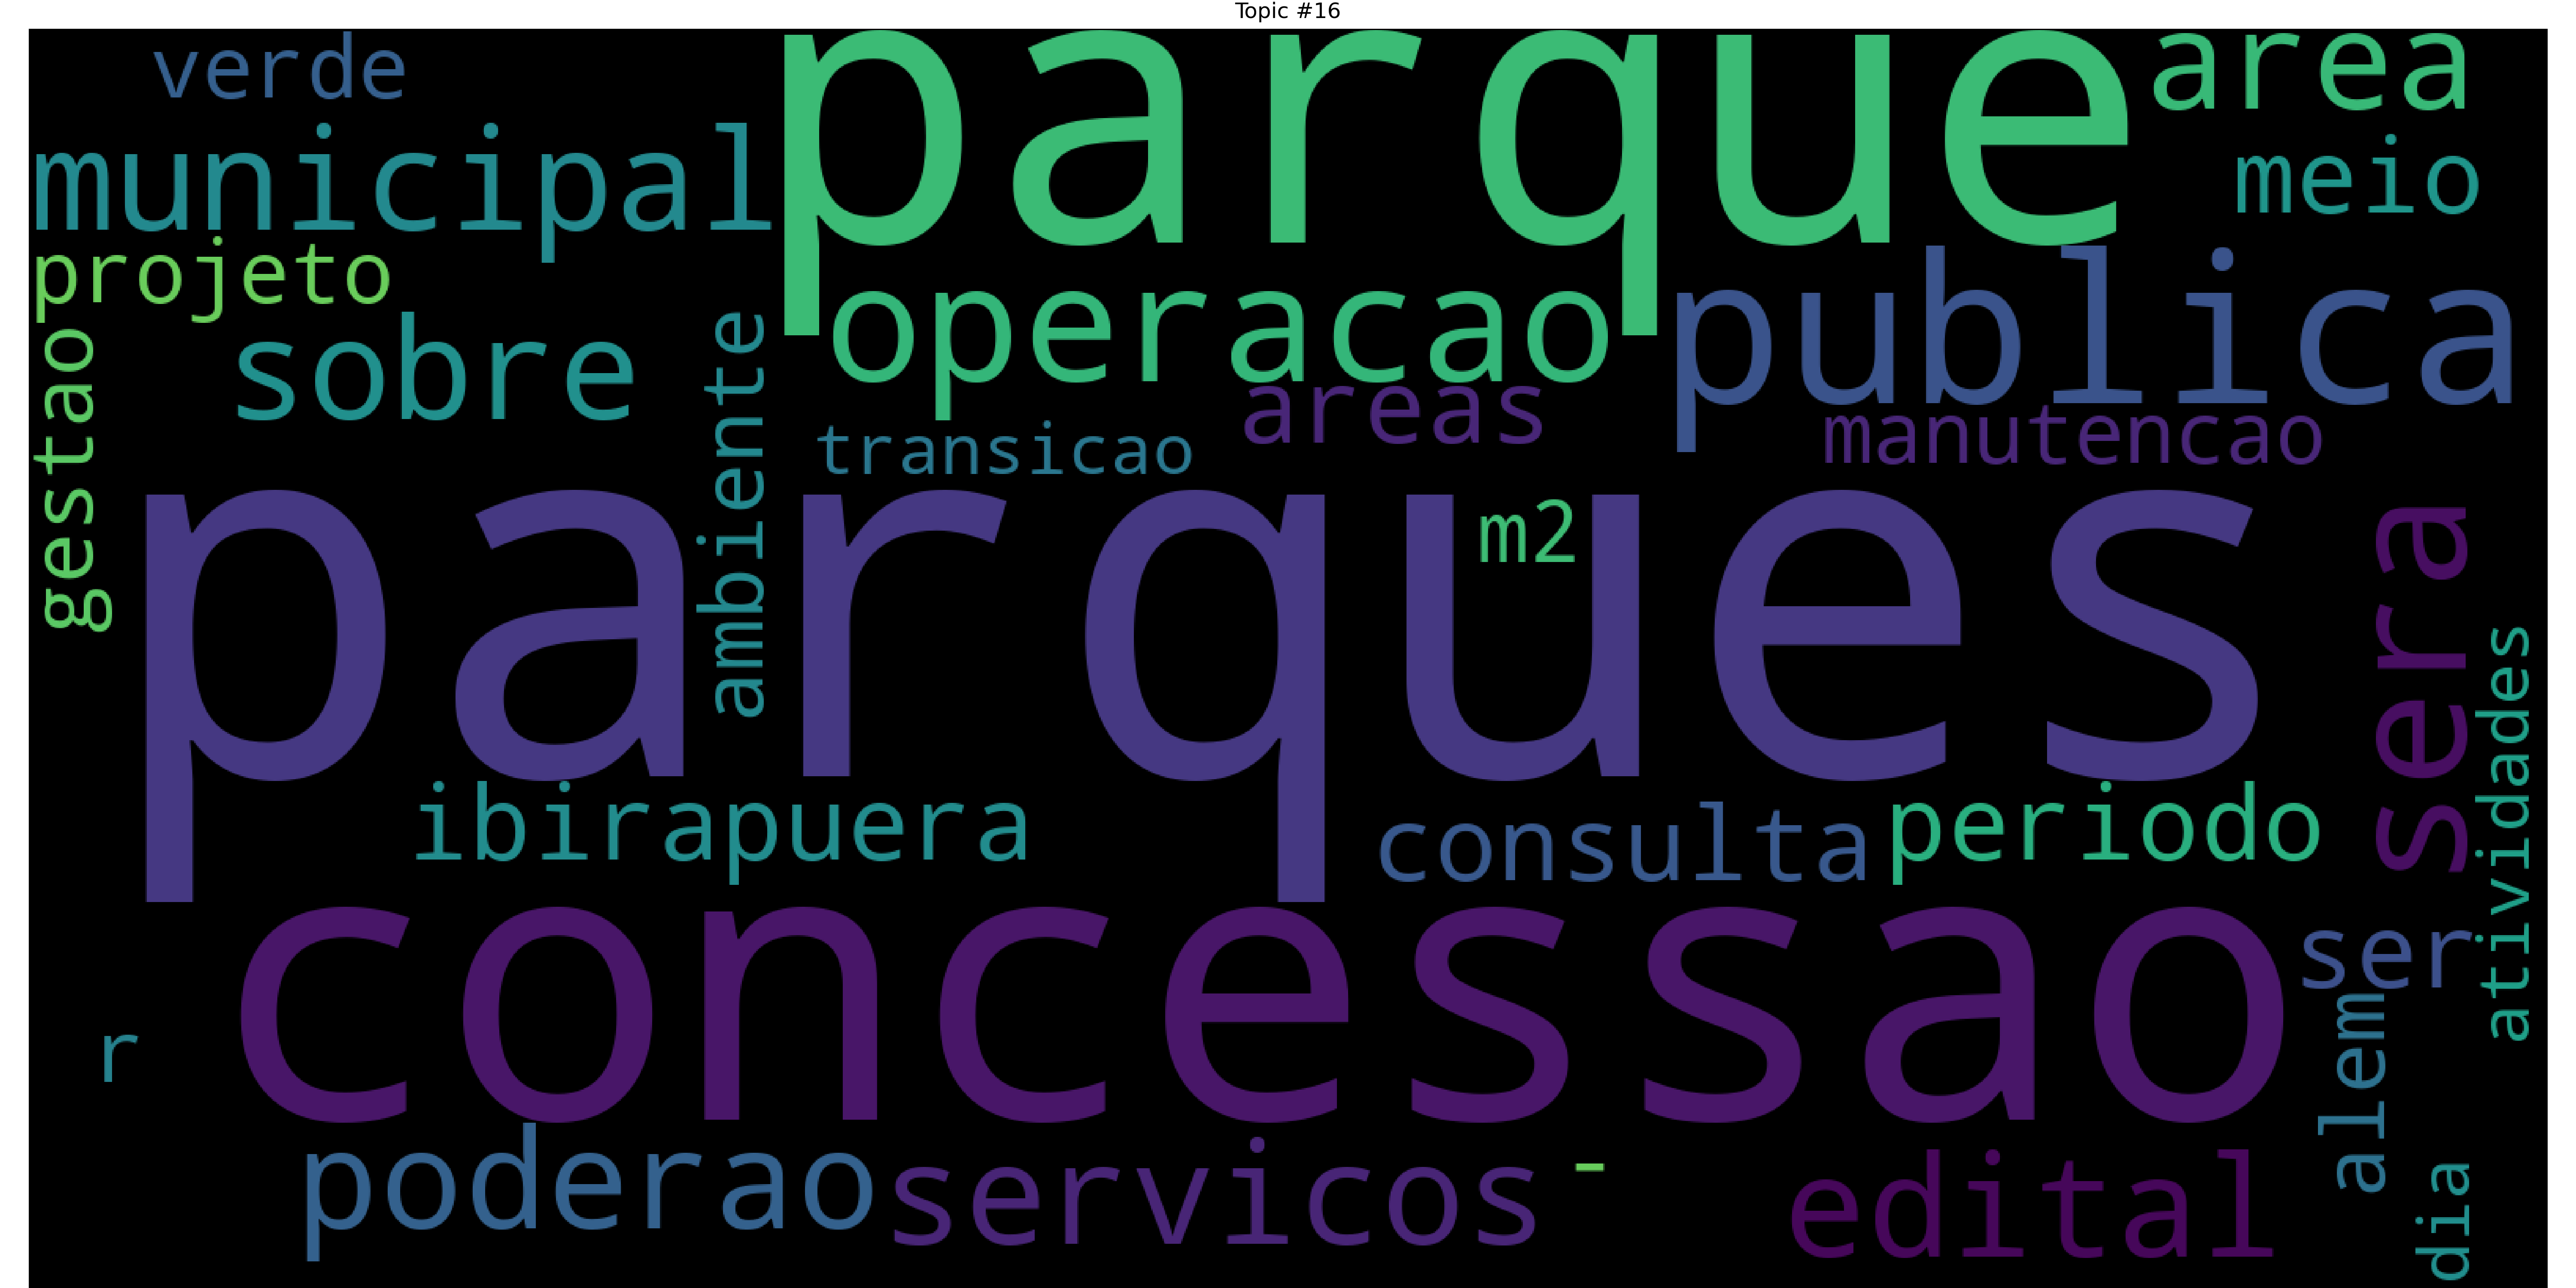 Topic #16
verde
parque
area
municipal
meio
projeto
operacao
publica
sobre
gestao
ambiente
areas
transicao
manutencao
parques
m2
sera
ibirapuera
consulta
periodo
atividades
concessao
ser
r
alem
poderao
servicos
-
edital
dia